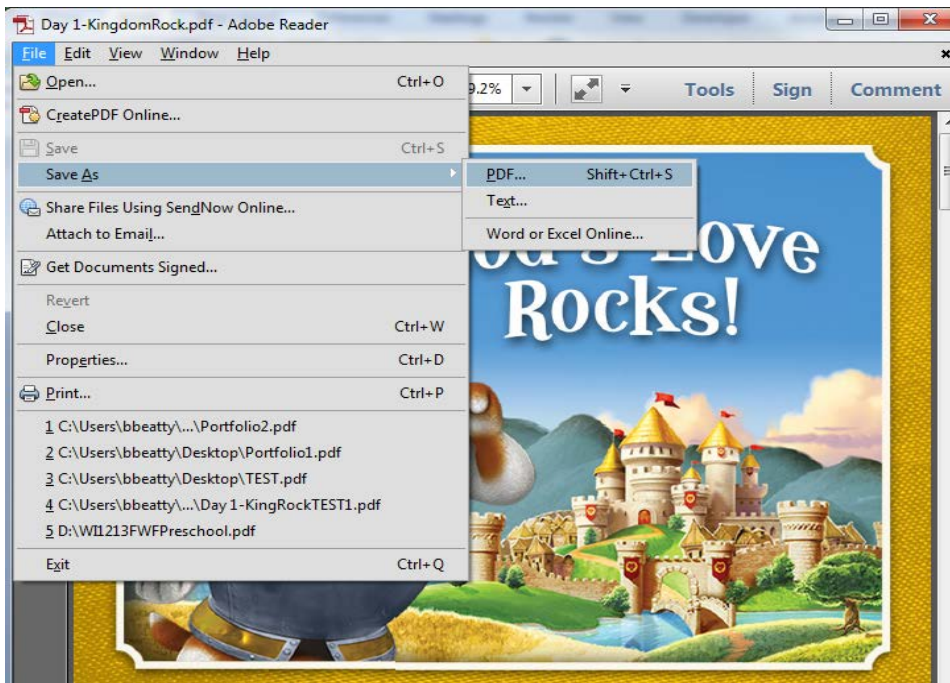 Day 1-KingdomRock.pdf - Adobe Reader
File Edit View Window Help
Open... Ctrl+O
9.2% Tools Sign Comment
CreatePDF Online...
Save Ctrl+S
Save As
PDF... Shift+Ctrl+S
Text...
Word or Excel Online...
Share Files Using SendNow Online...
Attach to Email...
Get Documents Signed...
Revert
Close Ctrl+W
Properties... Ctrl+D
Print... Ctrl+P
1 C:\Users\bbeatty\...\Portfolio2.pdf
2 C:\Users\bbeatty\Desktop\Portfolio1.pdf
3 C:\Users\bbeatty\Desktop\TEST.pdf
4 C:\Users\bbeatty\...\Day 1-KingRockTEST1.pdf
5 D:\WI1213FWFPreschool.pdf
Exit Ctrl+Q
Love
Rocks!